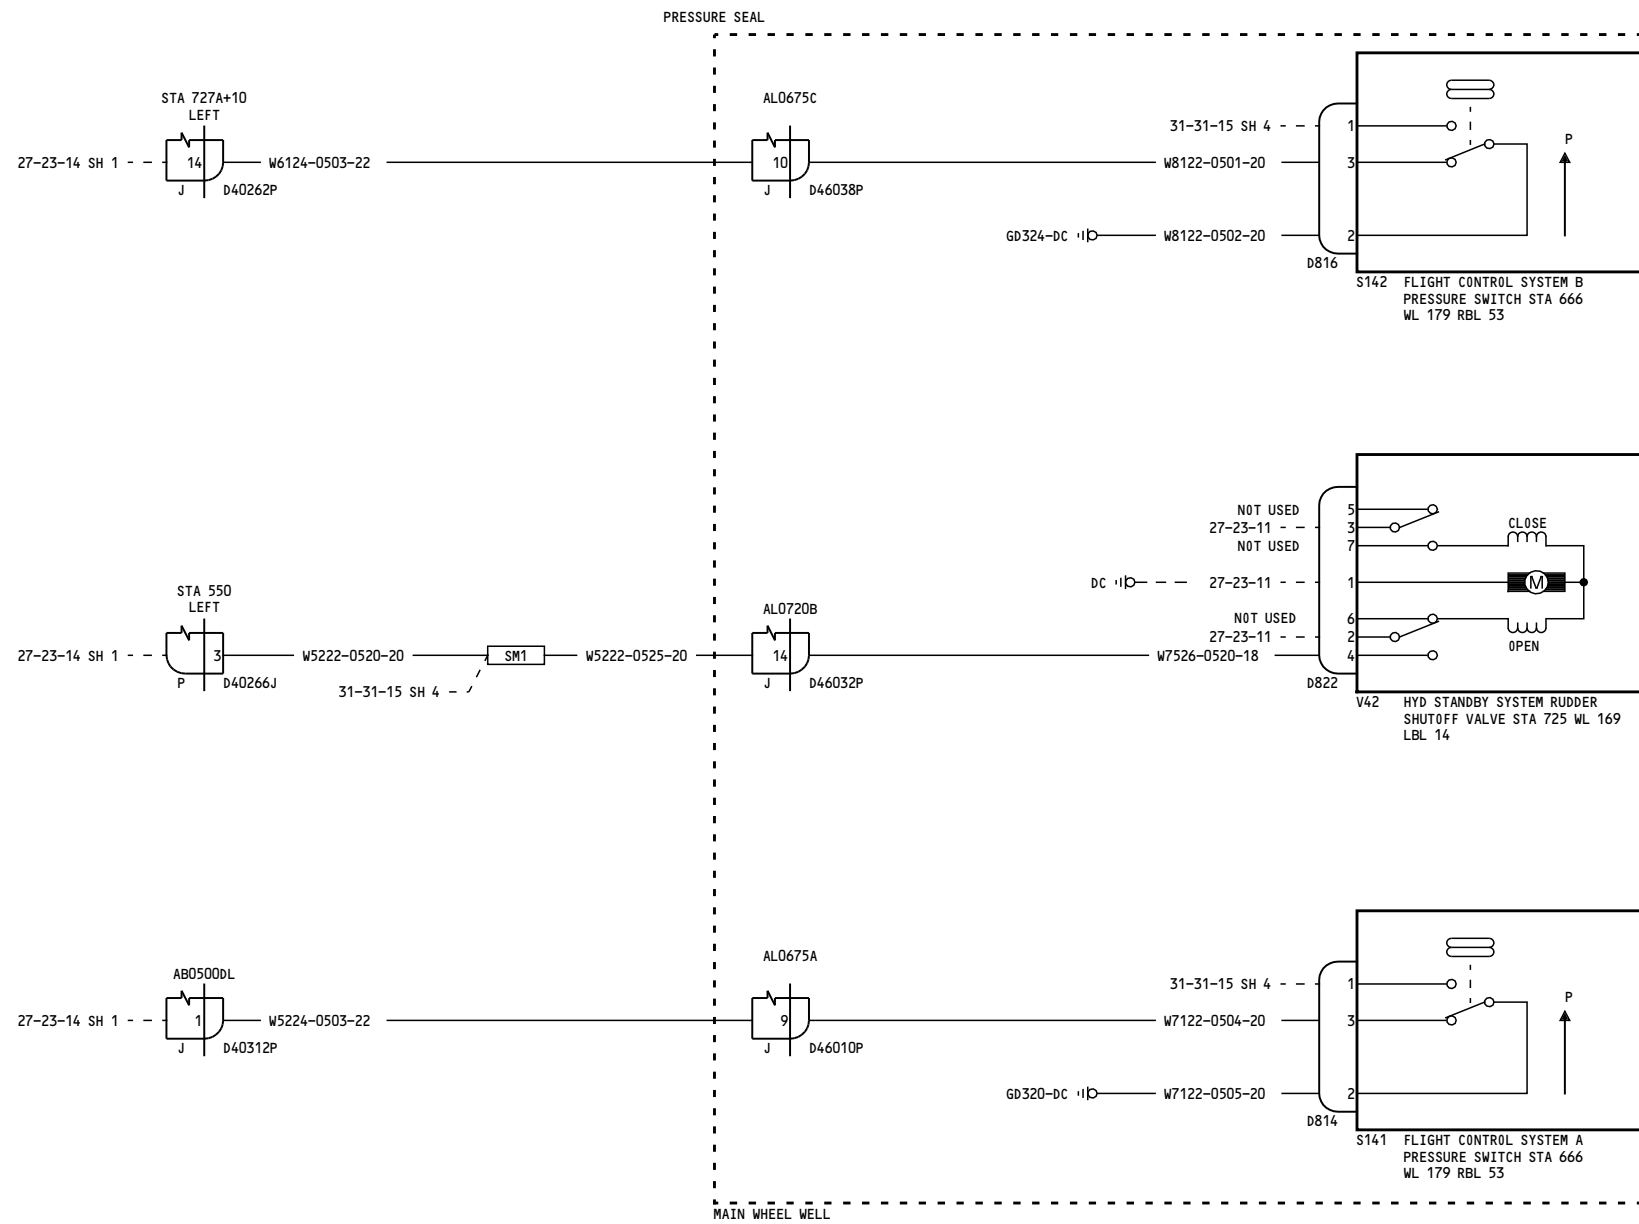 PRESSURE SEAL
STA 727A+10
LEFT
27-23-14 SH 1
14
J
D40262P
W6124-0503-22
AL0675C
10
J
D46038P
31-31-15 SH 4
W8122-0501-20
GD324-DC
W8122-0502-20
1
3
2
D816
P
S142 FLIGHT CONTROL SYSTEM B
PRESSURE SWITCH STA 666
WL 179 RBL 53
STA 550
LEFT
27-23-14 SH 1
3
P
D40266J
W5222-0520-20
SM1
31-31-15 SH 4
W5222-0525-20
AL0720B
14
J
D46032P
NOT USED
27-23-11
NOT USED
DC
27-23-11
NOT USED
27-23-11
W7526-0520-18
5
3
7
1
6
2
4
D822
CLOSE
M
OPEN
V42 HYD STANDBY SYSTEM RUDDER
SHUTOFF VALVE STA 725 WL 169
LBL 14
AB0500DL
27-23-14 SH 1
1
J
D40312P
W5224-0503-22
AL0675A
9
J
D46010P
31-31-15 SH 4
W7122-0504-20
GD320-DC
W7122-0505-20
1
3
2
D814
P
S141 FLIGHT CONTROL SYSTEM A
PRESSURE SWITCH STA 666
WL 179 RBL 53
MAIN WHEEL WELL